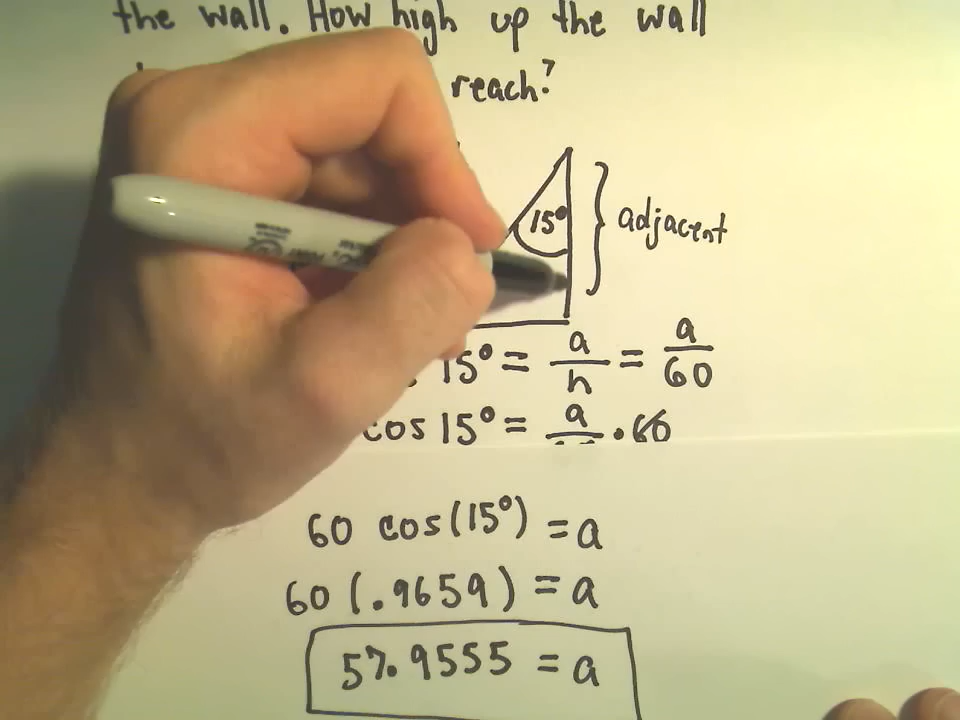 the wall. How high up the wall
reach?
15° } adjacent
15° = a/h = a/60
cos 15° = a/ · 60
60 cos(15°) = a
60 (.9659) = a
57.9555 = a